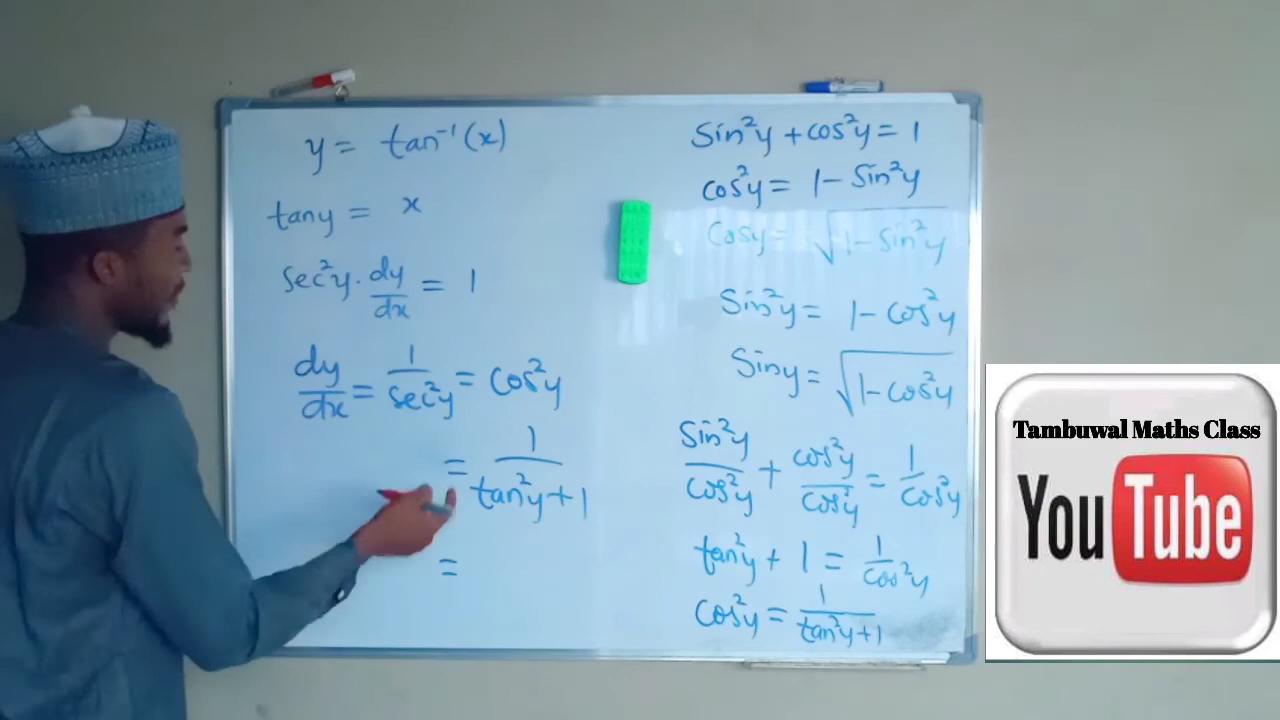 y = tan⁻¹(x)
tany = x
sec²y · dy/dx = 1
dy/dx = 1/sec²y = cos²y
= 1/(tan²y + 1)
=
Sin²y + cos²y = 1
cos²y = 1 - Sin²y
Cosy = √(1 - Sin²y)
Sin²y = 1 - cos²y
Siny = √(1 - cos²y)
Sin²y/cos²y + cos²y/cos²y = 1/cos²y
tan²y + 1 = 1/cos²y
Cos²y = 1/(tan²y + 1)
Tambuwal Maths Class
YouTube